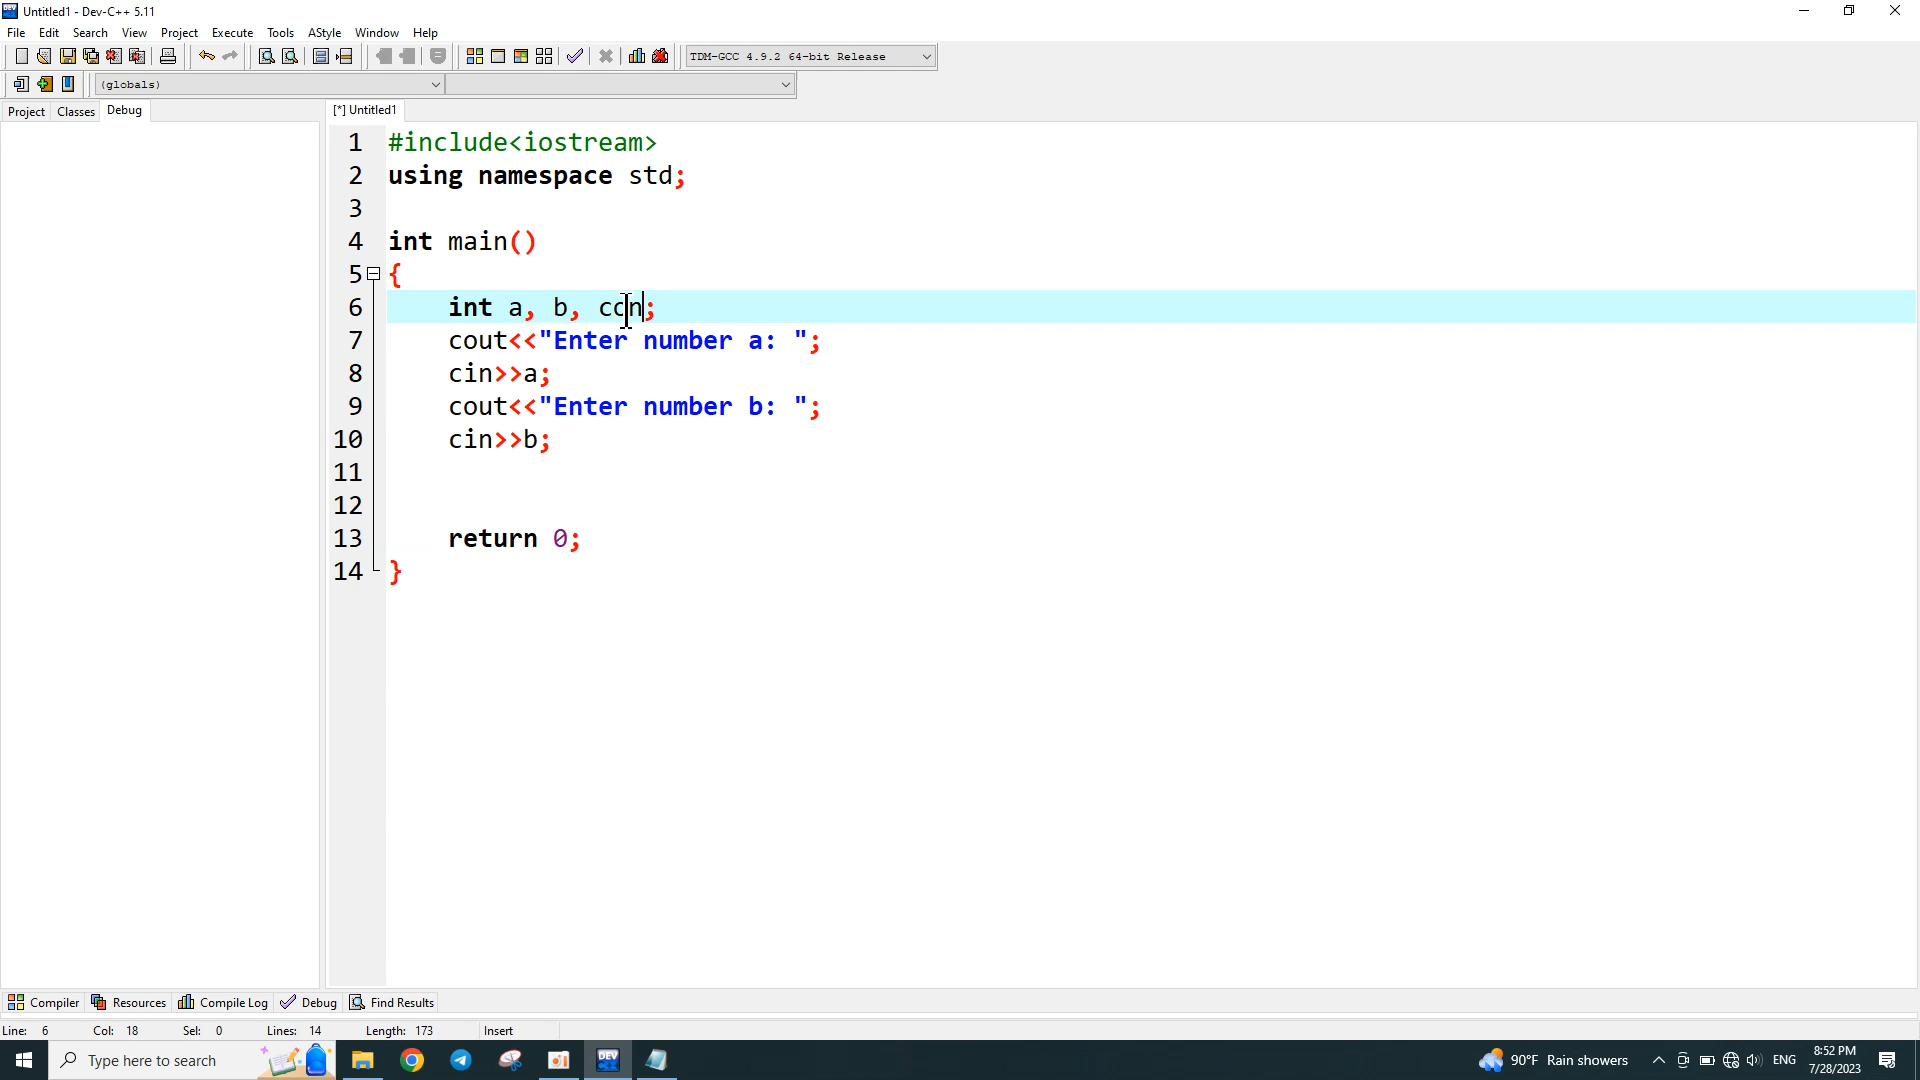 Untitled1 - Dev-C++ 5.11
File Edit Search View Project Execute Tools AStyle Window Help
TDM-GCC 4.9.2 64-bit Release
(globals)
Project Classes Debug [*] Untitled1
1 #include<iostream>
2 using namespace std;
3
4 int main()
5 {
6 int a, b, con;
7 cout<<"Enter number a: ";
8 cin>>a;
9 cout<<"Enter number b: ";
10 cin>>b;
11
12
13 return 0;
14 }
Compiler Resources Compile Log Debug Find Results
Line: 6 Col: 18 Sel: 0 Lines: 14 Length: 173 Insert
Type here to search DEV 90°F Rain showers ENG 8:52 PM
7/28/2023